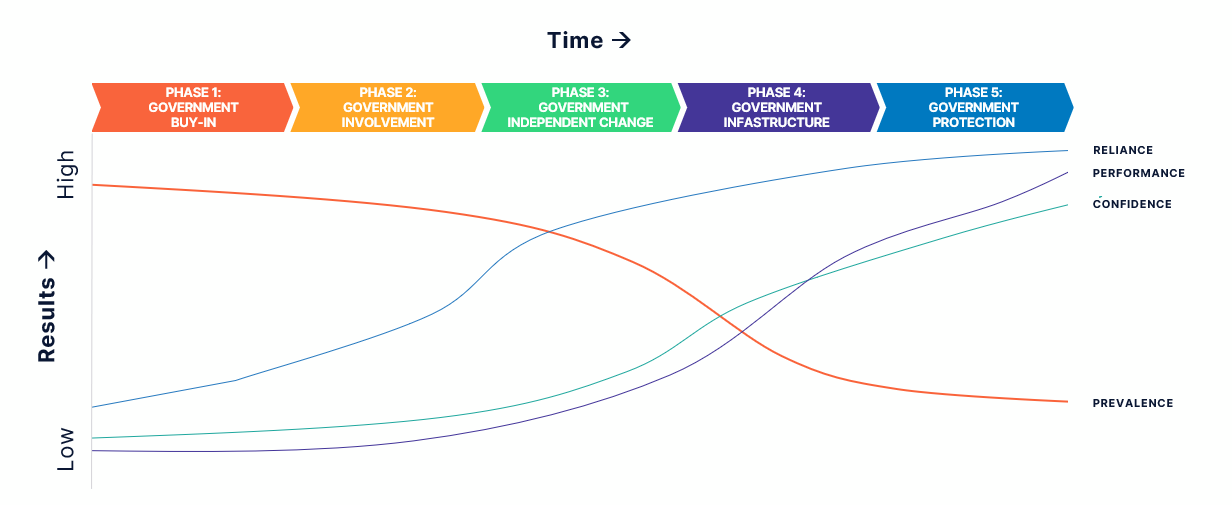 Time →
PHASE 1:
GOVERNMENT
BUY-IN
PHASE 2:
GOVERNMENT
INVOLVEMENT
PHASE 3:
GOVERNMENT
INDEPENDENT CHANGE
PHASE 4:
GOVERNMENT
INFASTRUCTURE
PHASE 5:
GOVERNMENT
PROTECTION
High
Results →
Low
RELIANCE
PERFORMANCE
CONFIDENCE
PREVALENCE